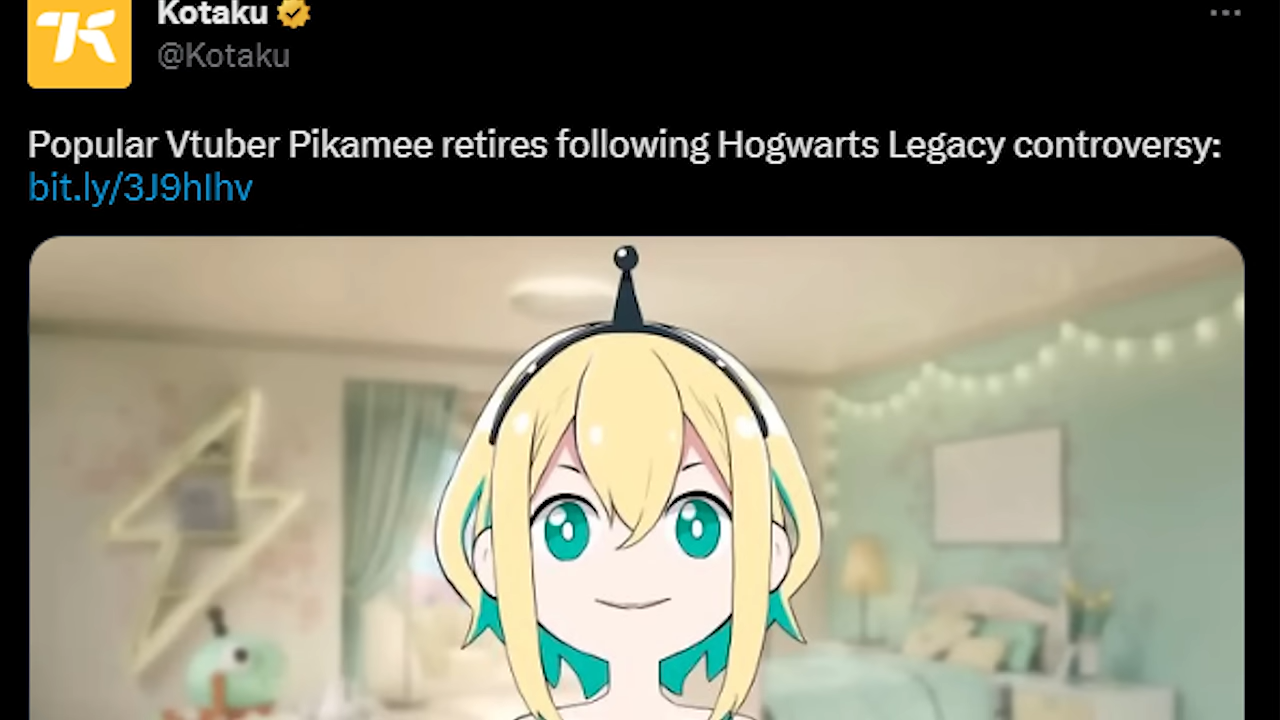 Kotaku
@Kotaku
Popular Vtuber Pikamee retires following Hogwarts Legacy controversy:
bit.ly/3J9hIhv